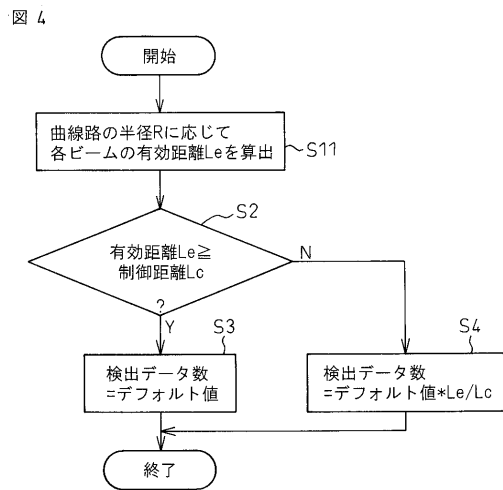 図 4
開始
曲線路の半径Rに応じて
各ビームの有効距離Leを算出
S11
S2
有効距離Le≧
制御距離Lc
?
N
Y
S3
検出データ数
=デフォルト値
S4
検出データ数
=デフォルト値*Le/Lc
終了